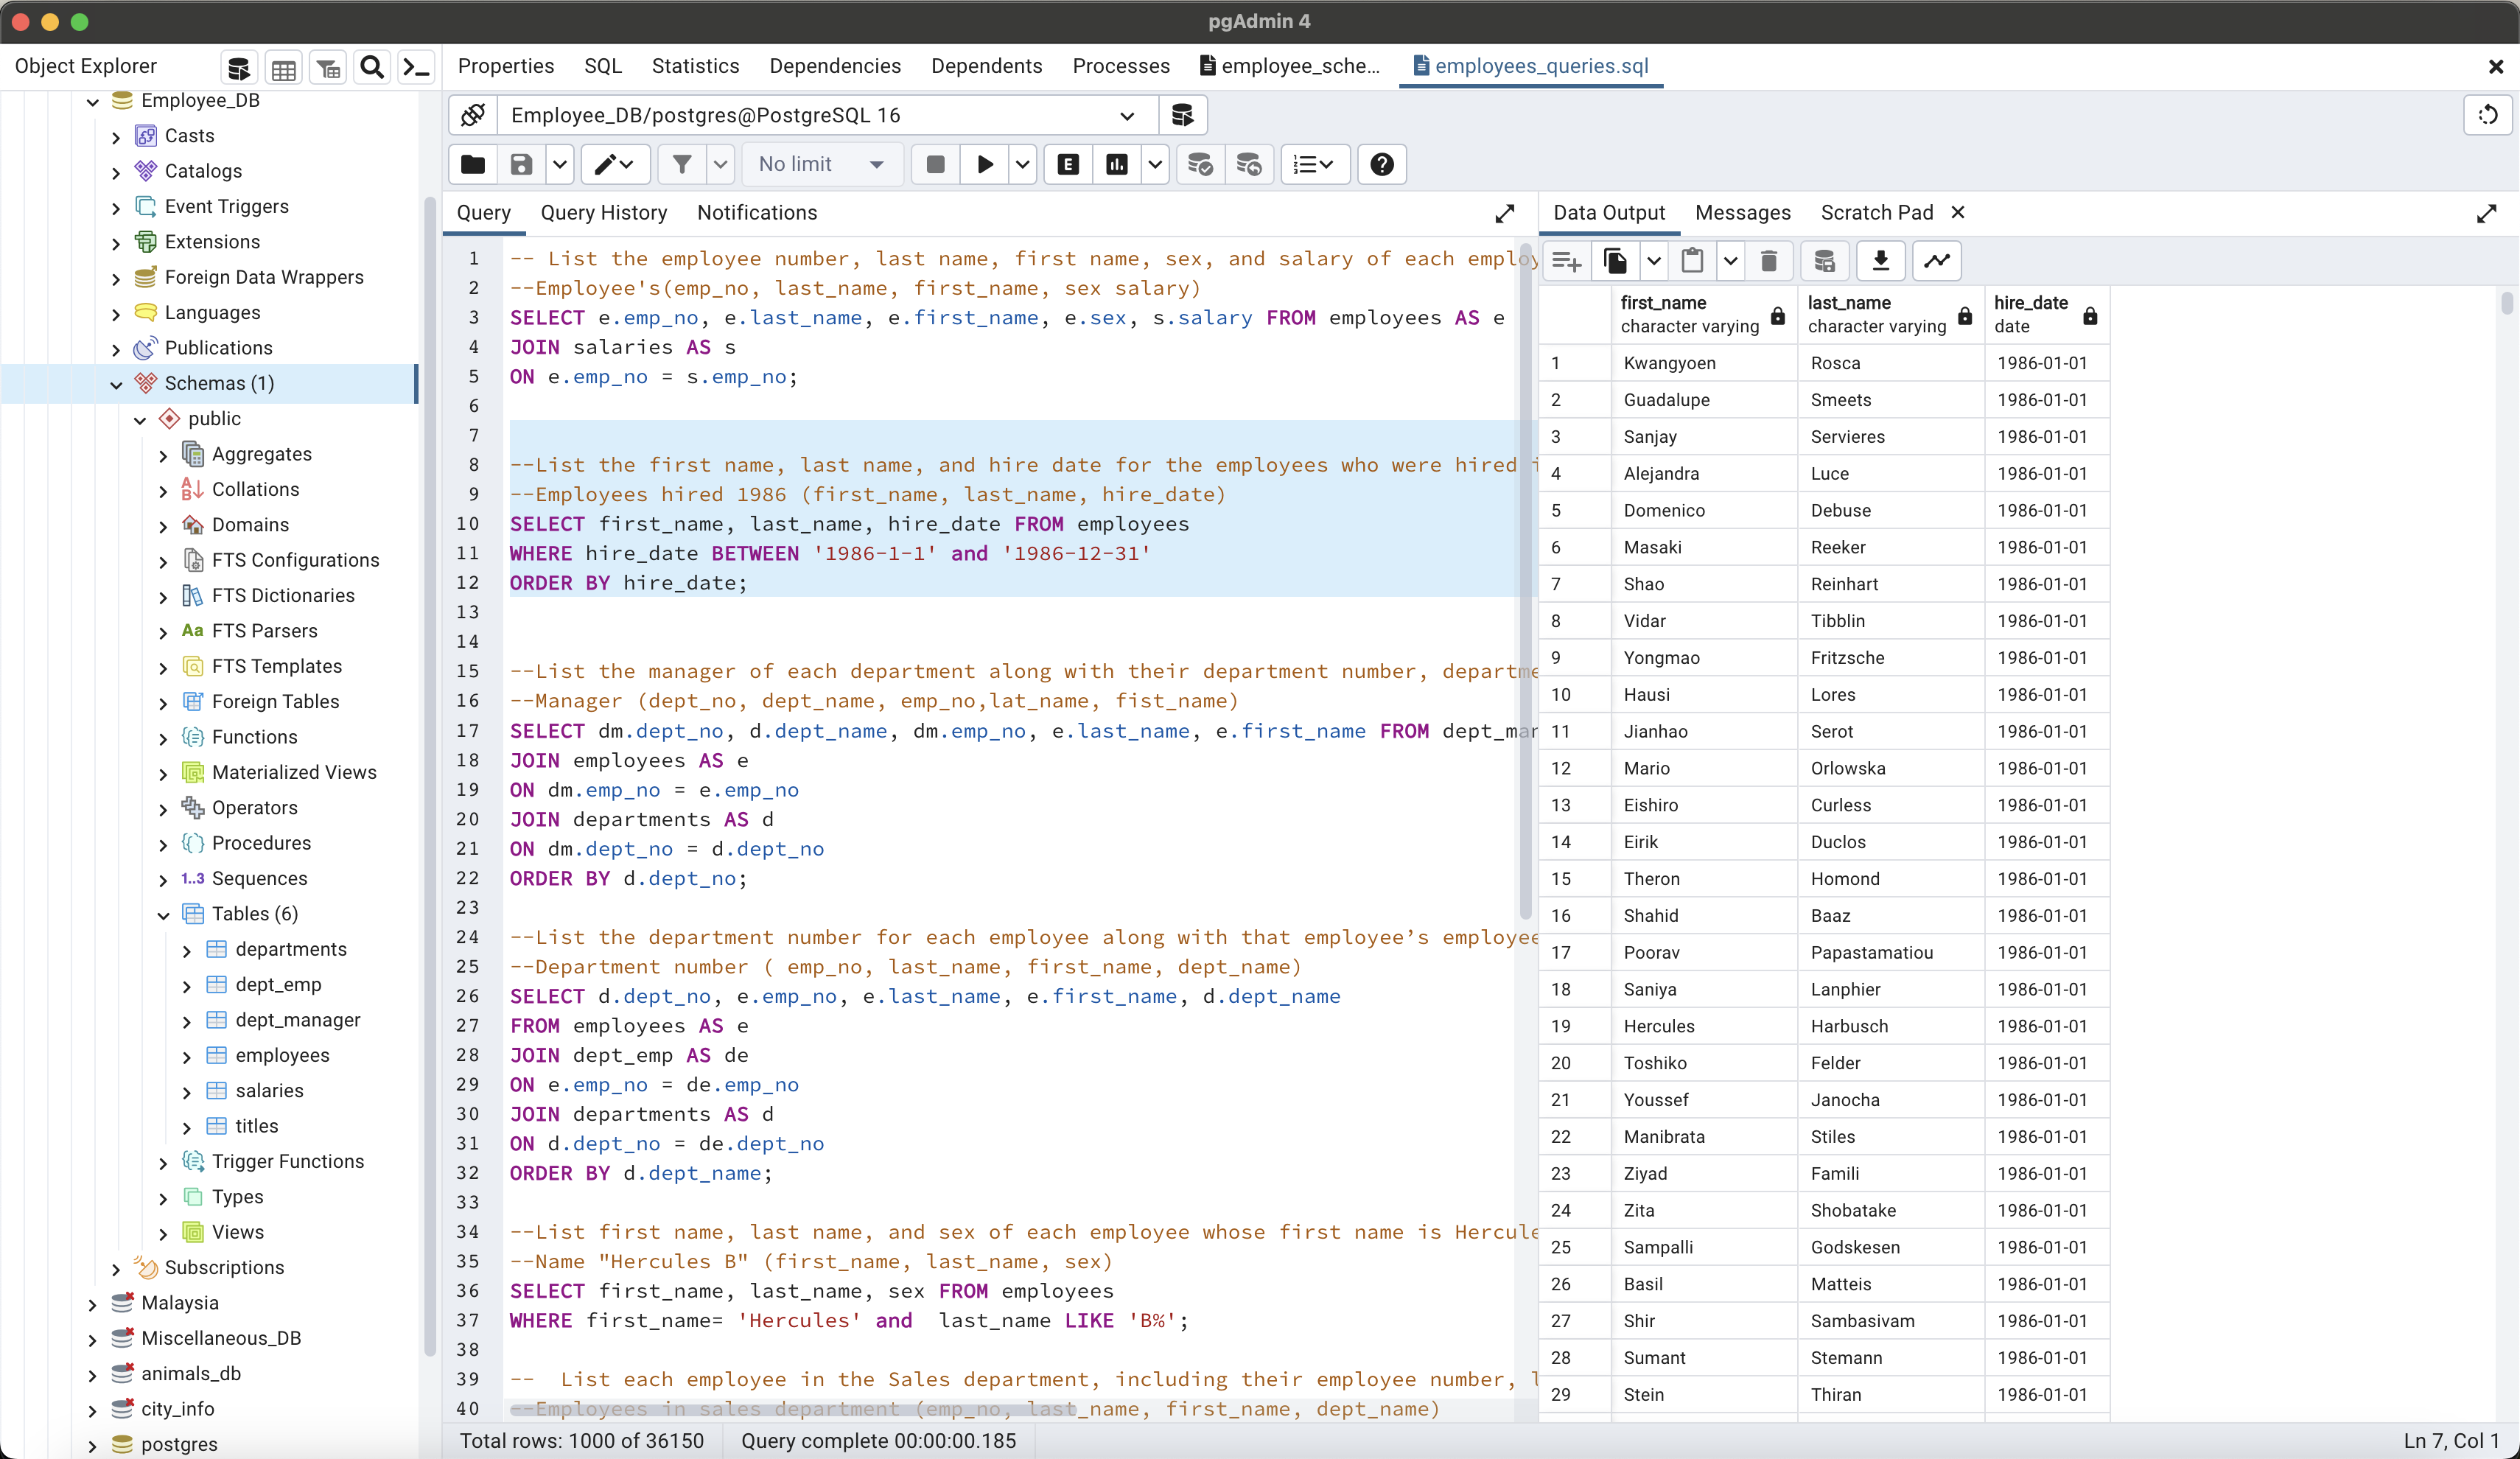 pgAdmin 4
Object Explorer
Properties SQL Statistics Dependencies Dependents Processes employee_sche... employees_queries.sql
Employee_DB
Casts
Catalogs
Event Triggers
Extensions
Foreign Data Wrappers
Languages
Publications
Schemas (1)
public
Aggregates
Collations
Domains
FTS Configurations
FTS Dictionaries
Aa FTS Parsers
FTS Templates
Foreign Tables
Functions
Materialized Views
Operators
Procedures
1..3 Sequences
Tables (6)
departments
dept_emp
dept_manager
employees
salaries
titles
Trigger Functions
Types
Views
Subscriptions
Malaysia
Miscellaneous_DB
animals_db
city_info
postgres
Employee_DB/postgres@PostgreSQL 16
No limit
E
Query Query History Notifications
1 -- List the employee number, last name, first name, sex, and salary of each employ
2 --Employee's(emp_no, last_name, first_name, sex salary)
3 SELECT e.emp_no, e.last_name, e.first_name, e.sex, s.salary FROM employees AS e
4 JOIN salaries AS s
5 ON e.emp_no = s.emp_no;
6
7
8 --List the first name, last name, and hire date for the employees who were hired
9 --Employees hired 1986 (first_name, last_name, hire_date)
10 SELECT first_name, last_name, hire_date FROM employees
11 WHERE hire_date BETWEEN '1986-1-1' and '1986-12-31'
12 ORDER BY hire_date;
13
14
15 --List the manager of each department along with their department number, departme
16 --Manager (dept_no, dept_name, emp_no,lat_name, fist_name)
17 SELECT dm.dept_no, d.dept_name, dm.emp_no, e.last_name, e.first_name FROM dept_man
18 JOIN employees AS e
19 ON dm.emp_no = e.emp_no
20 JOIN departments AS d
21 ON dm.dept_no = d.dept_no
22 ORDER BY d.dept_no;
23
24 --List the department number for each employee along with that employee’s employee
25 --Department number ( emp_no, last_name, first_name, dept_name)
26 SELECT d.dept_no, e.emp_no, e.last_name, e.first_name, d.dept_name
27 FROM employees AS e
28 JOIN dept_emp AS de
29 ON e.emp_no = de.emp_no
30 JOIN departments AS d
31 ON d.dept_no = de.dept_no
32 ORDER BY d.dept_name;
33
34 --List first name, last name, and sex of each employee whose first name is Hercule
35 --Name "Hercules B" (first_name, last_name, sex)
36 SELECT first_name, last_name, sex FROM employees
37 WHERE first_name= 'Hercules' and  last_name LIKE 'B%';
38
39 --  List each employee in the Sales department, including their employee number, l
40 --Employees in sales department (emp_no, last_name, first_name, dept_name)
Data Output Messages Scratch Pad
first_name last_name hire_date
character varying character varying date
1 Kwangyoen Rosca 1986-01-01
2 Guadalupe Smeets 1986-01-01
3 Sanjay Servieres 1986-01-01
4 Alejandra Luce 1986-01-01
5 Domenico Debuse 1986-01-01
6 Masaki Reeker 1986-01-01
7 Shao Reinhart 1986-01-01
8 Vidar Tibblin 1986-01-01
9 Yongmao Fritzsche 1986-01-01
10 Hausi Lores 1986-01-01
11 Jianhao Serot 1986-01-01
12 Mario Orlowska 1986-01-01
13 Eishiro Curless 1986-01-01
14 Eirik Duclos 1986-01-01
15 Theron Homond 1986-01-01
16 Shahid Baaz 1986-01-01
17 Poorav Papastamatiou 1986-01-01
18 Saniya Lanphier 1986-01-01
19 Hercules Harbusch 1986-01-01
20 Toshiko Felder 1986-01-01
21 Youssef Janocha 1986-01-01
22 Manibrata Stiles 1986-01-01
23 Ziyad Famili 1986-01-01
24 Zita Shobatake 1986-01-01
25 Sampalli Godskesen 1986-01-01
26 Basil Matteis 1986-01-01
27 Shir Sambasivam 1986-01-01
28 Sumant Stemann 1986-01-01
29 Stein Thiran 1986-01-01
Total rows: 1000 of 36150 Query complete 00:00:00.185 Ln 7, Col 1